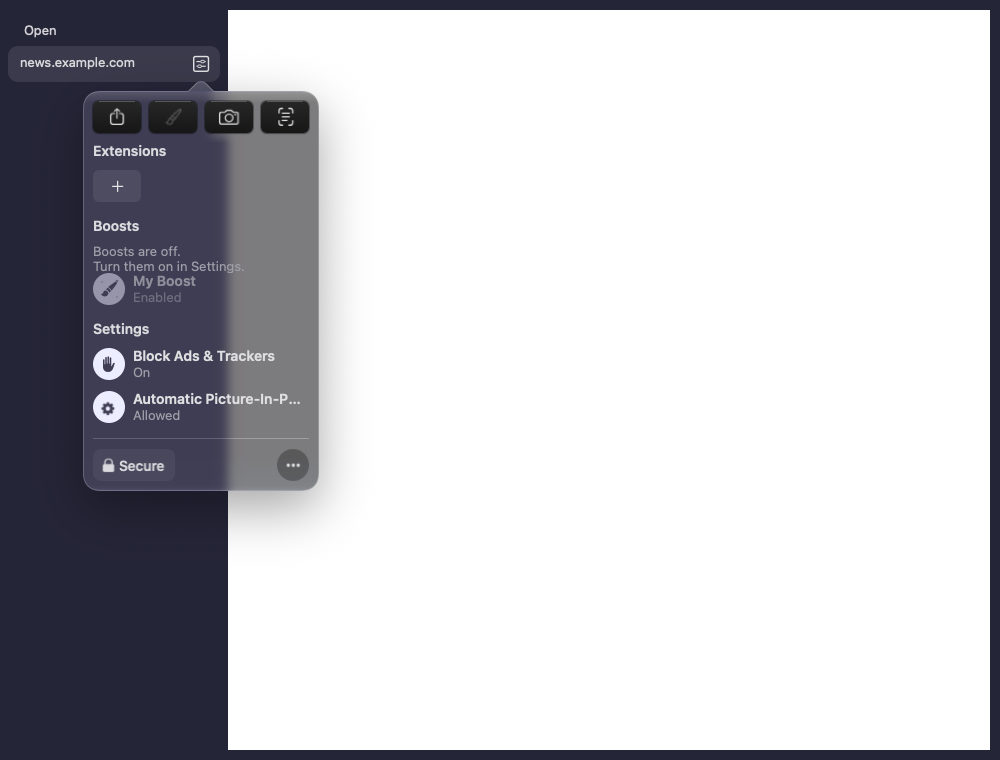 Open
news.example.com
Extensions
Boosts
Boosts are off.
Turn them on in Settings.
My Boost
Enabled
Settings
Block Ads & Trackers
On
Automatic Picture-In-P...
Allowed
Secure